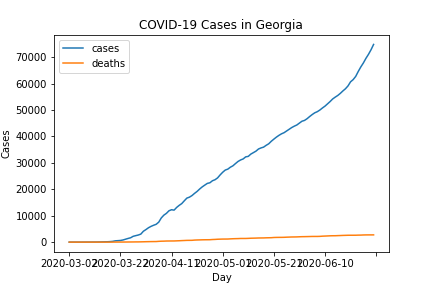 COVID-19 Cases in Georgia
cases
deaths
70000
60000
50000
40000
30000
20000
10000
0
Cases
2020-03-02 2020-03-22 2020-04-11 2020-05-01 2020-05-21 2020-06-10
Day